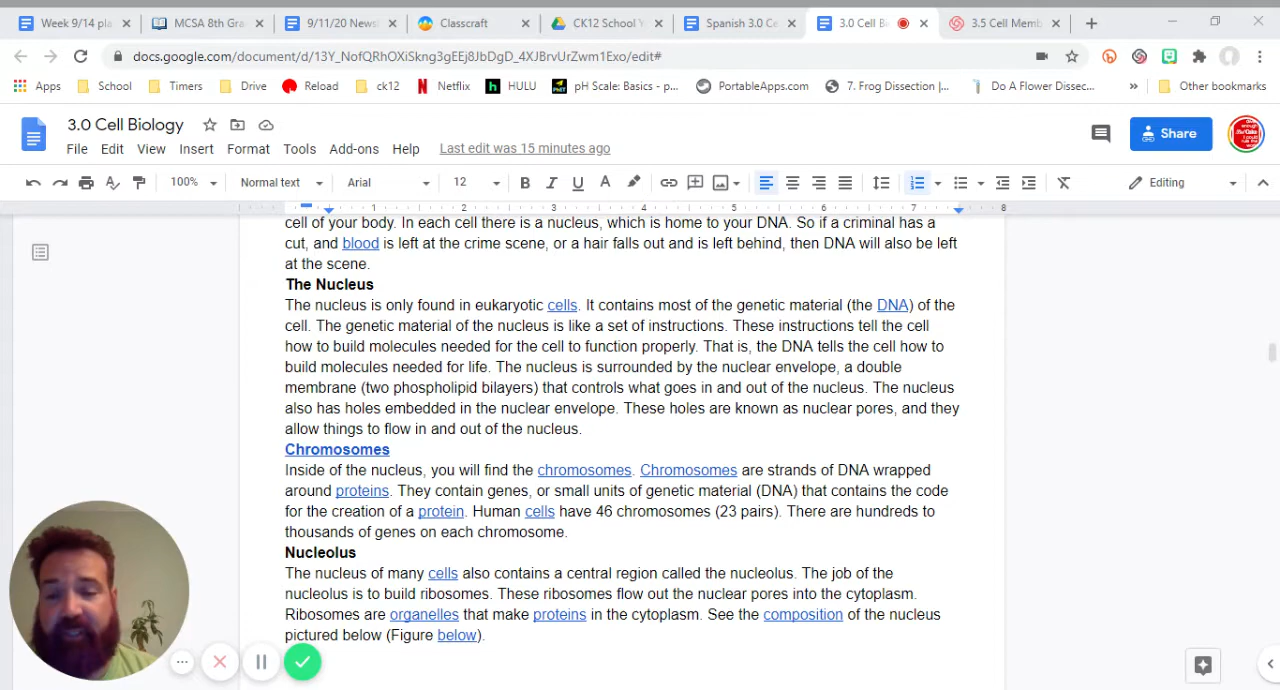 Week 9/14 pla
MCSA 8th Gra
9/11/20 News
Classcraft
CK12 School Y
Spanish 3.0 Ce
3.0 Cell Bi
3.5 Cell Memb
docs.google.com/document/d/13Y_NofQRhOXiSkng3gEEj8JbDgD_4XJBrvUrZwm1Exo/edit#
Apps School Timers Drive Reload ck12 Netflix HULU pH Scale: Basics - p... PortableApps.com 7. Frog Dissection |... Do A Flower Dissec... » Other bookmarks
3.0 Cell Biology
Share
File Edit View Insert Format Tools Add-ons Help Last edit was 15 minutes ago
100% Normal text Arial 12 B I U A Editing
1 2 3 4 5 6 7 8
cell of your body. In each cell there is a nucleus, which is home to your DNA. So if a criminal has a
cut, and blood is left at the crime scene, or a hair falls out and is left behind, then DNA will also be left
at the scene.
The Nucleus
The nucleus is only found in eukaryotic cells. It contains most of the genetic material (the DNA) of the
cell. The genetic material of the nucleus is like a set of instructions. These instructions tell the cell
how to build molecules needed for the cell to function properly. That is, the DNA tells the cell how to
build molecules needed for life. The nucleus is surrounded by the nuclear envelope, a double
membrane (two phospholipid bilayers) that controls what goes in and out of the nucleus. The nucleus
also has holes embedded in the nuclear envelope. These holes are known as nuclear pores, and they
allow things to flow in and out of the nucleus.
Chromosomes
Inside of the nucleus, you will find the chromosomes. Chromosomes are strands of DNA wrapped
around proteins. They contain genes, or small units of genetic material (DNA) that contains the code
for the creation of a protein. Human cells have 46 chromosomes (23 pairs). There are hundreds to
thousands of genes on each chromosome.
Nucleolus
The nucleus of many cells also contains a central region called the nucleolus. The job of the
nucleolus is to build ribosomes. These ribosomes flow out the nuclear pores into the cytoplasm.
Ribosomes are organelles that make proteins in the cytoplasm. See the composition of the nucleus
pictured below (Figure below).